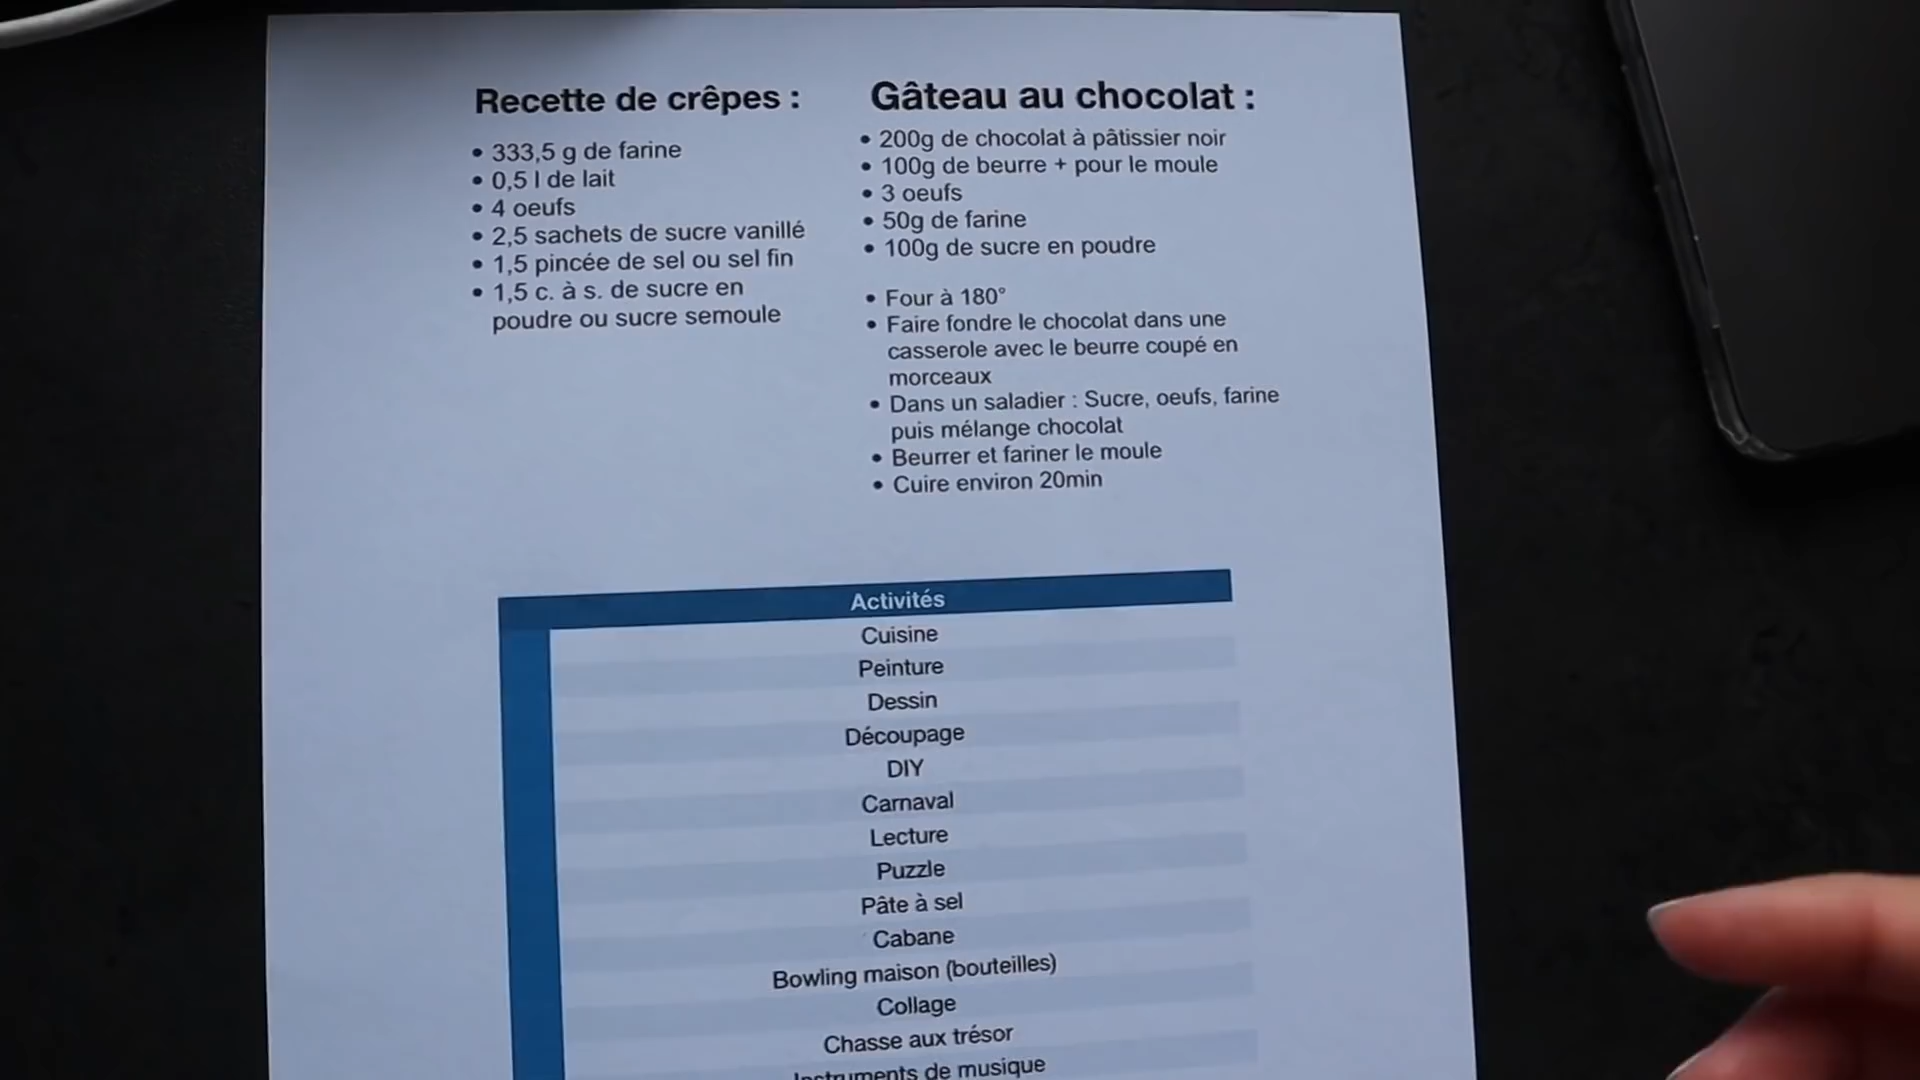 Recette de crêpes :
• 333,5 g de farine
• 0,5 l de lait
• 4 oeufs
• 2,5 sachets de sucre vanillé
• 1,5 pincée de sel ou sel fin
• 1,5 c. à s. de sucre en
poudre ou sucre semoule
Gâteau au chocolat :
• 200g de chocolat à pâtissier noir
• 100g de beurre + pour le moule
• 3 oeufs
• 50g de farine
• 100g de sucre en poudre
• Four à 180°
• Faire fondre le chocolat dans une
casserole avec le beurre coupé en
morceaux
• Dans un saladier : Sucre, oeufs, farine
puis mélange chocolat
• Beurrer et fariner le moule
• Cuire environ 20min
Activités
Cuisine
Peinture
Dessin
Découpage
DIY
Carnaval
Lecture
Puzzle
Pâte à sel
Cabane
Bowling maison (bouteilles)
Collage
Chasse aux trésor
Instruments de musique